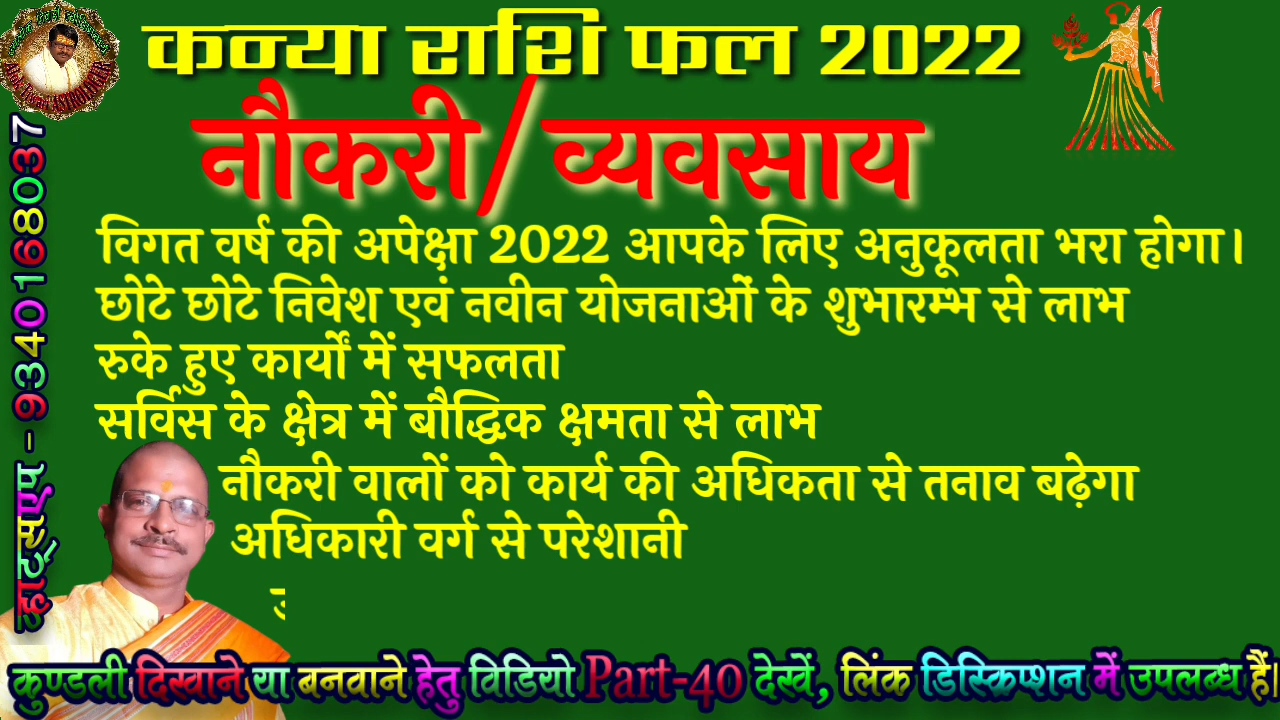 कन्या राशि फल 2022
नौकरी/व्यवसाय
विगत वर्ष की अपेक्षा 2022 आपके लिए अनुकूलता भरा होगा।
छोटे छोटे निवेश एवं नवीन योजनाओं के शुभारम्भ से लाभ
रुके हुए कार्यों में सफलता
सर्विस के क्षेत्र में बौद्धिक क्षमता से लाभ
नौकरी वालों को कार्य की अधिकता से तनाव बढ़ेगा
अधिकारी वर्ग से परेशानी
व्हाट्सएप - 9340168037
कुण्डली दिखाने या बनवाने हेतु विडियो Part-40 देखें, लिंक डिस्क्रिप्शन में उपलब्ध हैं।